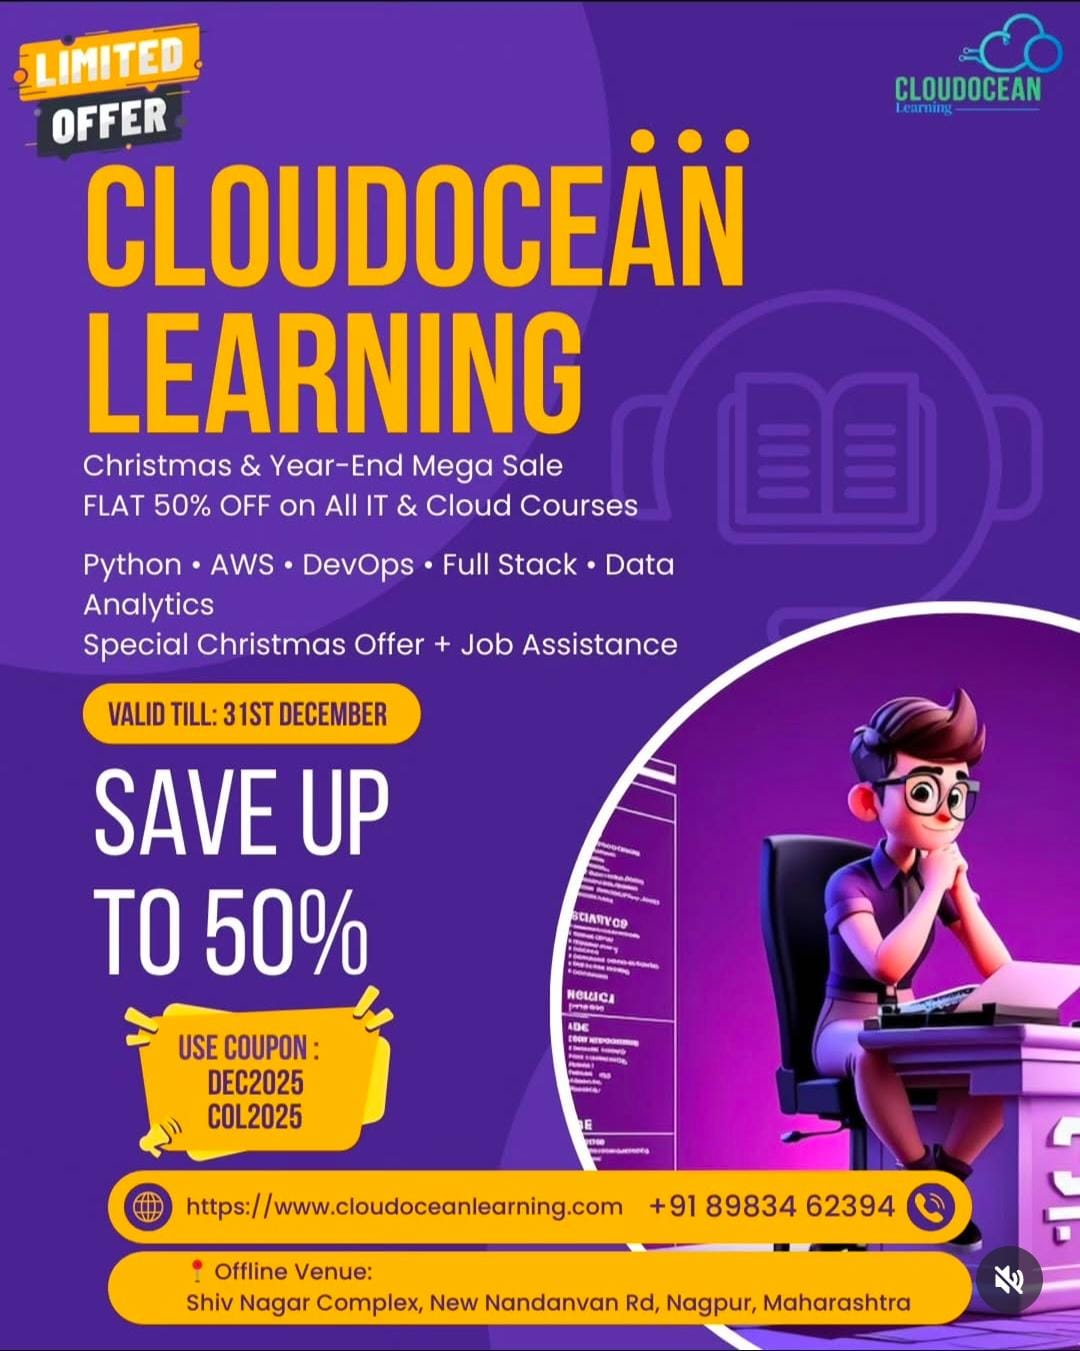 LIMITED
OFFER
CLOUDOCEAN
Learning
CLOUDOCEAN
LEARNING
Christmas & Year-End Mega Sale
FLAT 50% OFF on All IT & Cloud Courses
Python • AWS • DevOps • Full Stack • Data
Analytics
Special Christmas Offer + Job Assistance
VALID TILL: 31ST DECEMBER
SAVE UP
TO 50%
USE COUPON :
DEC2025
COL2025
https://www.cloudoceanlearning.com +91 89834 62394
📍 Offline Venue:
Shiv Nagar Complex, New Nandanvan Rd, Nagpur, Maharashtra